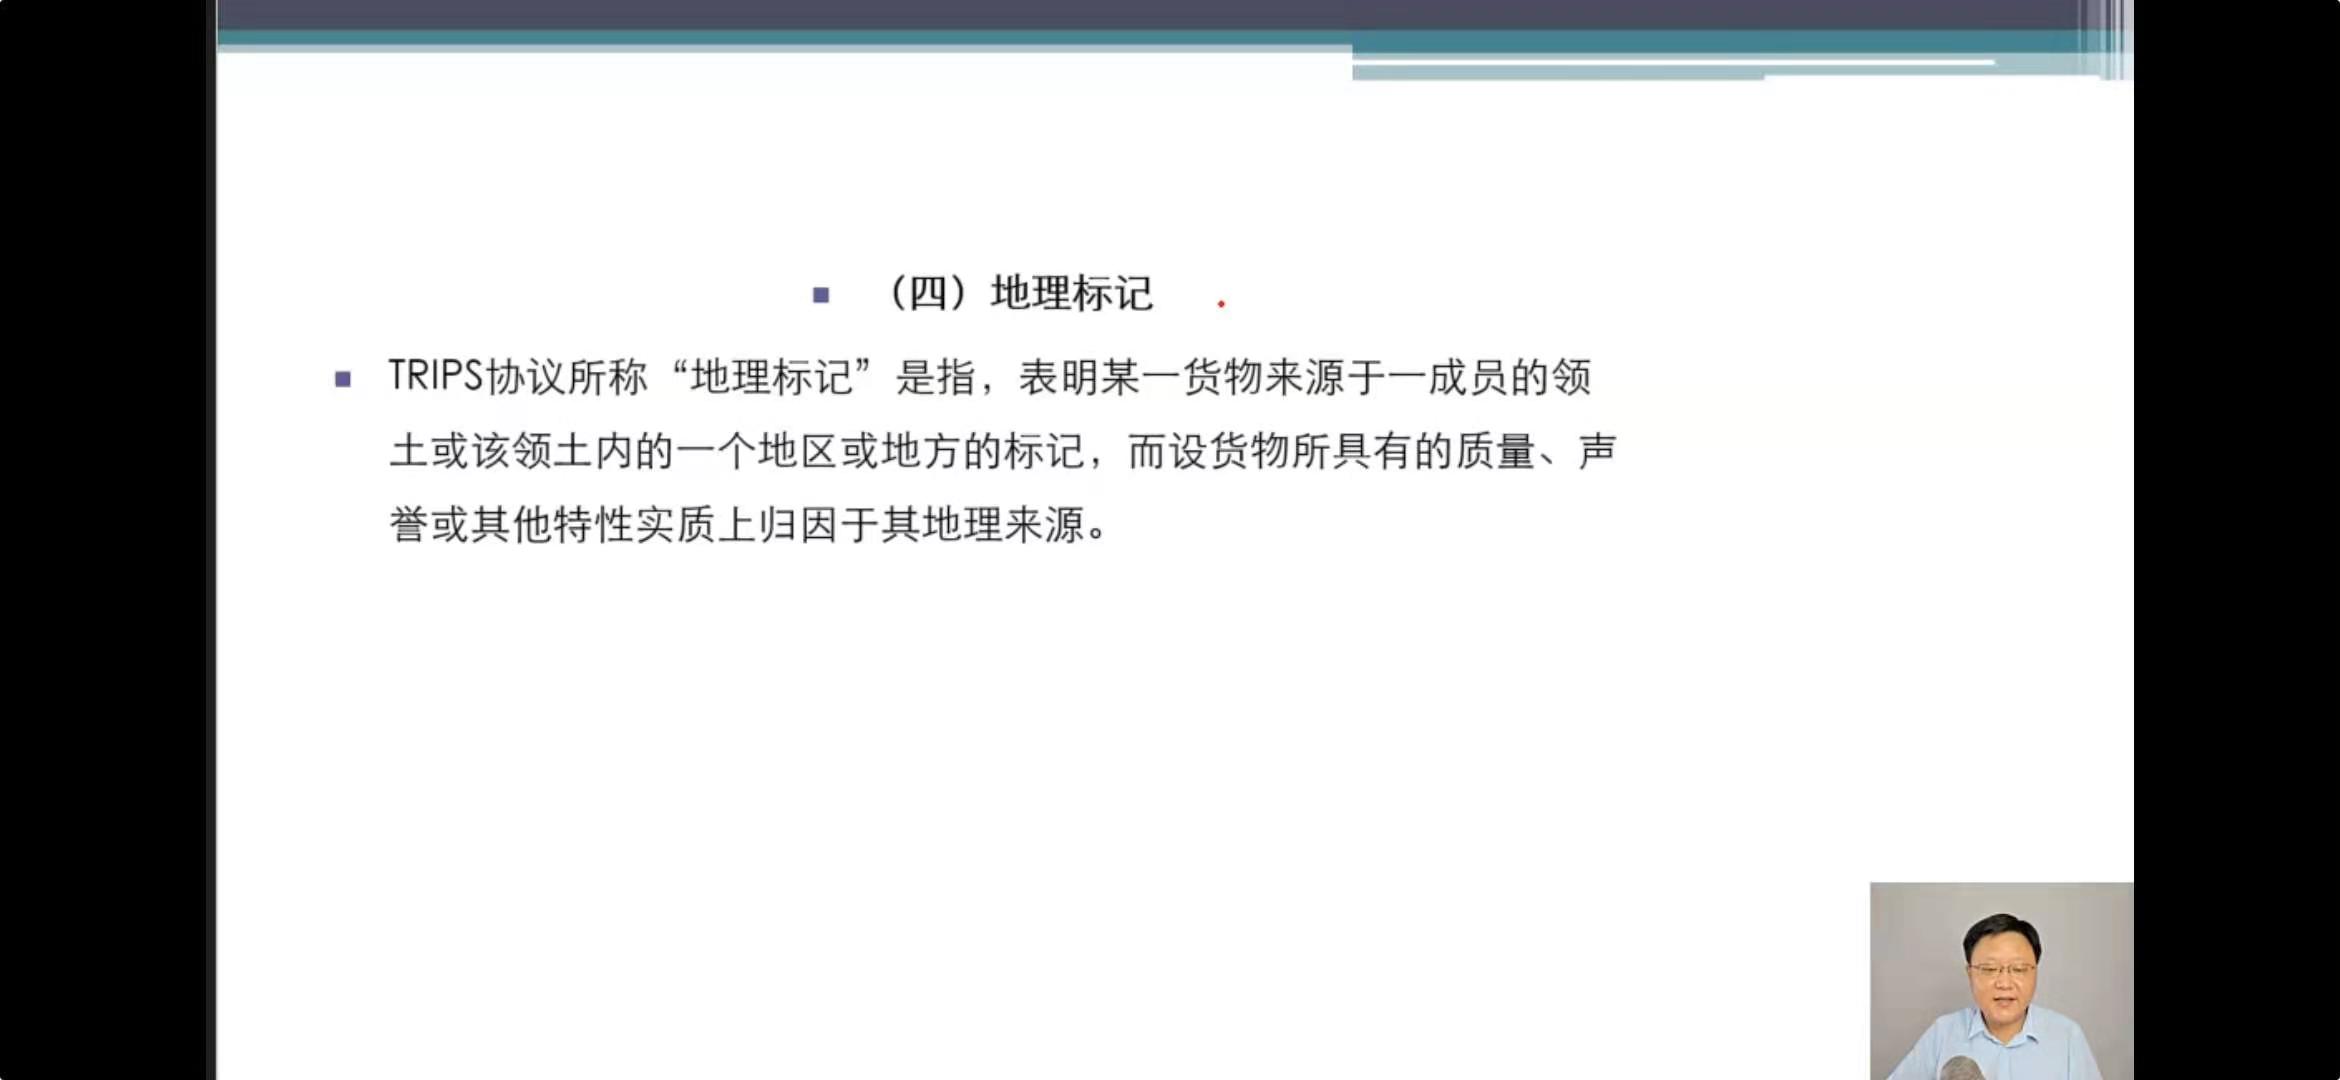 （四）地理标记
TRIPS协议所称“地理标记”是指，表明某一货物来源于一成员的领
土或该领土内的一个地区或地方的标记，而设货物所具有的质量、声
誉或其他特性实质上归因于其地理来源。